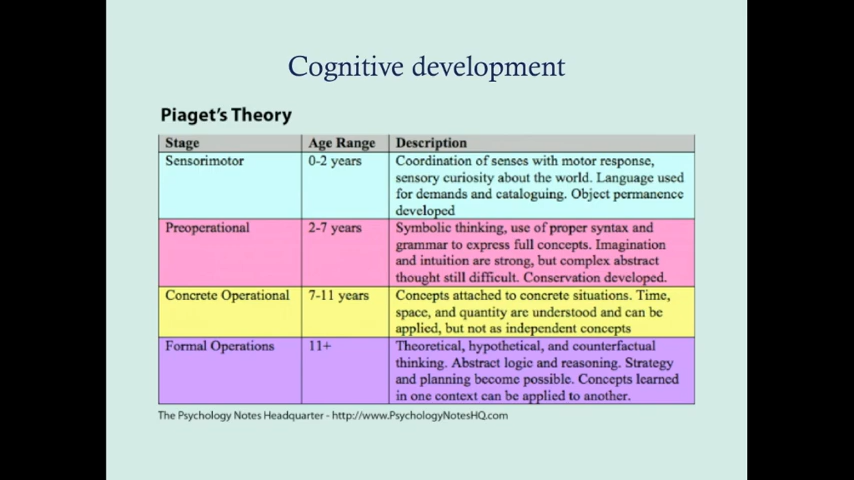 Cognitive development
Piaget's Theory
Stage Age Range Description
Sensorimotor 0-2 years Coordination of senses with motor response,
sensory curiosity about the world. Language used
for demands and cataloguing. Object permanence
developed
Preoperational 2-7 years Symbolic thinking, use of proper syntax and
grammar to express full concepts. Imagination
and intuition are strong, but complex abstract
thought still difficult. Conservation developed.
Concrete Operational 7-11 years Concepts attached to concrete situations. Time,
space, and quantity are understood and can be
applied, but not as independent concepts
Formal Operations 11+ Theoretical, hypothetical, and counterfactual
thinking. Abstract logic and reasoning. Strategy
and planning become possible. Concepts learned
in one context can be applied to another.
The Psychology Notes Headquarter - http://www.PsychologyNotesHQ.com